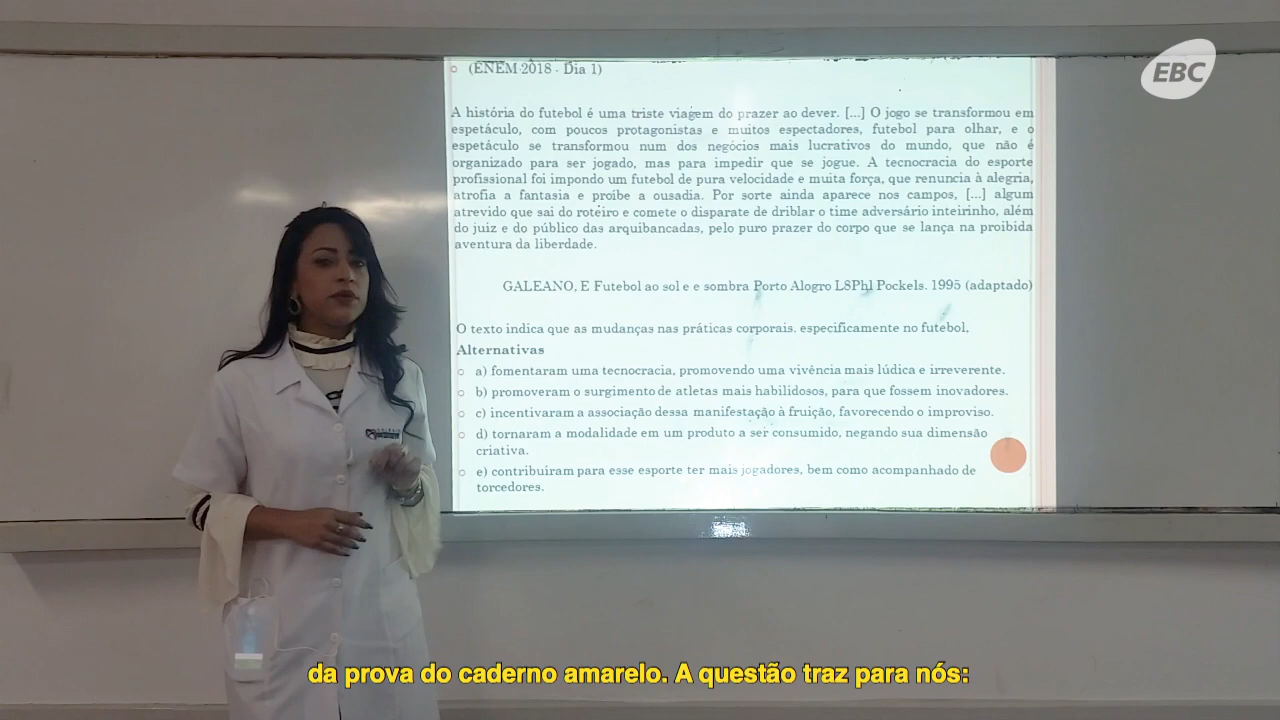 EBC
(ENEM 2018 - Dia 1)
A história do futebol é uma triste viagem do prazer ao dever. [...] O jogo se transformou em
espetáculo, com poucos protagonistas e muitos espectadores, futebol para olhar, e o
espetáculo se transformou num dos negócios mais lucrativos do mundo, que não é
organizado para ser jogado, mas para impedir que se jogue. A tecnocracia do esporte
profissional foi impondo um futebol de pura velocidade e muita força, que renuncia à alegria,
atrofia a fantasia e proíbe a ousadia. Por sorte ainda aparece nos campos, [...] algum
atrevido que sai do roteiro e comete o disparate de driblar o time adversário inteirinho, além
do juiz e do público das arquibancadas, pelo puro prazer do corpo que se lança na proibida
aventura da liberdade.
GALEANO, E Futebol ao sol e e sombra Porto Alogro L8Phl Pockels. 1995 (adaptado)
O texto indica que as mudanças nas práticas corporais. especificamente no futebol,
Alternativas
a) fomentaram uma tecnocracia, promovendo uma vivência mais lúdica e irreverente.
b) promoveram o surgimento de atletas mais habilidosos, para que fossem inovadores.
c) incentivaram a associação dessa manifestação à fruição, favorecendo o improviso.
d) tornaram a modalidade em um produto a ser consumido, negando sua dimensão
criativa.
e) contribuíram para esse esporte ter mais jogadores, bem como acompanhado de
torcedores.
da prova do caderno amarelo. A questão traz para nós: